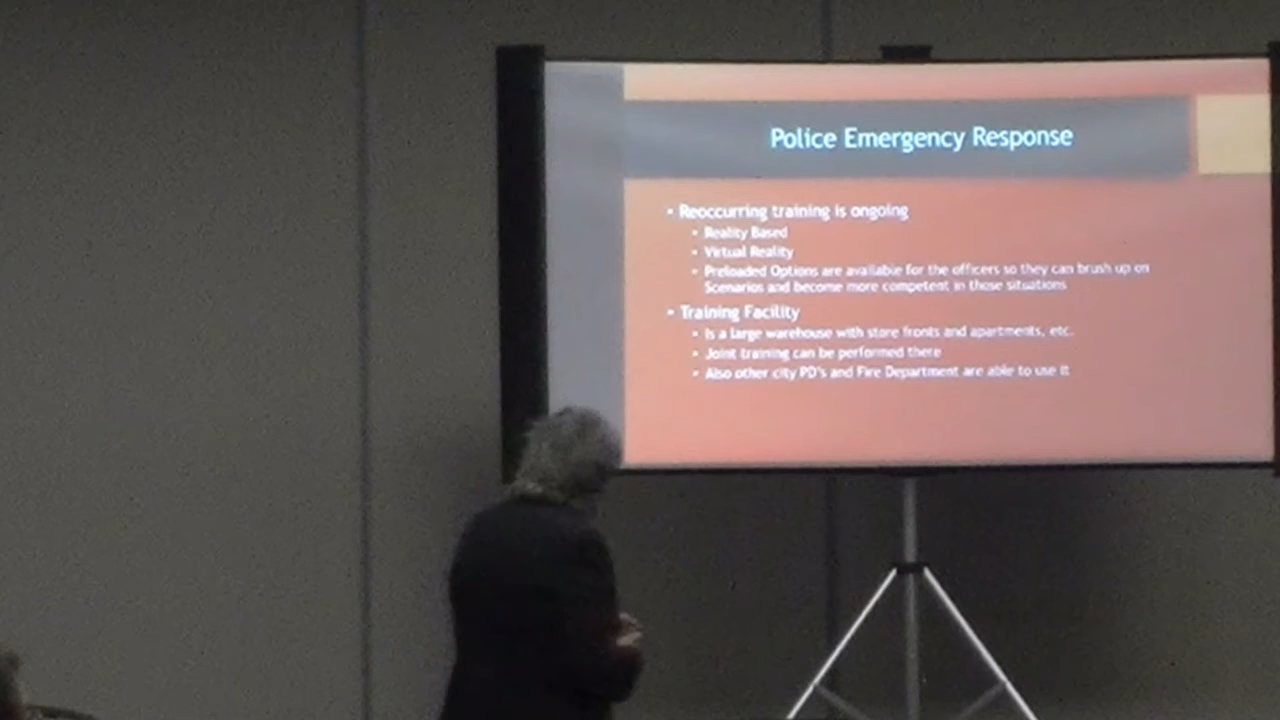 Police Emergency Response
• Reoccurring training is ongoing
• Reality Based
• Virtual Reality
• Preloaded Options are available for the officers so they can brush up on
Scenarios and become more competent in those situations
• Training Facility
• Is a large warehouse with store fronts and apartments, etc.
• Joint training can be performed there
• Also other city PD's and Fire Department are able to use it